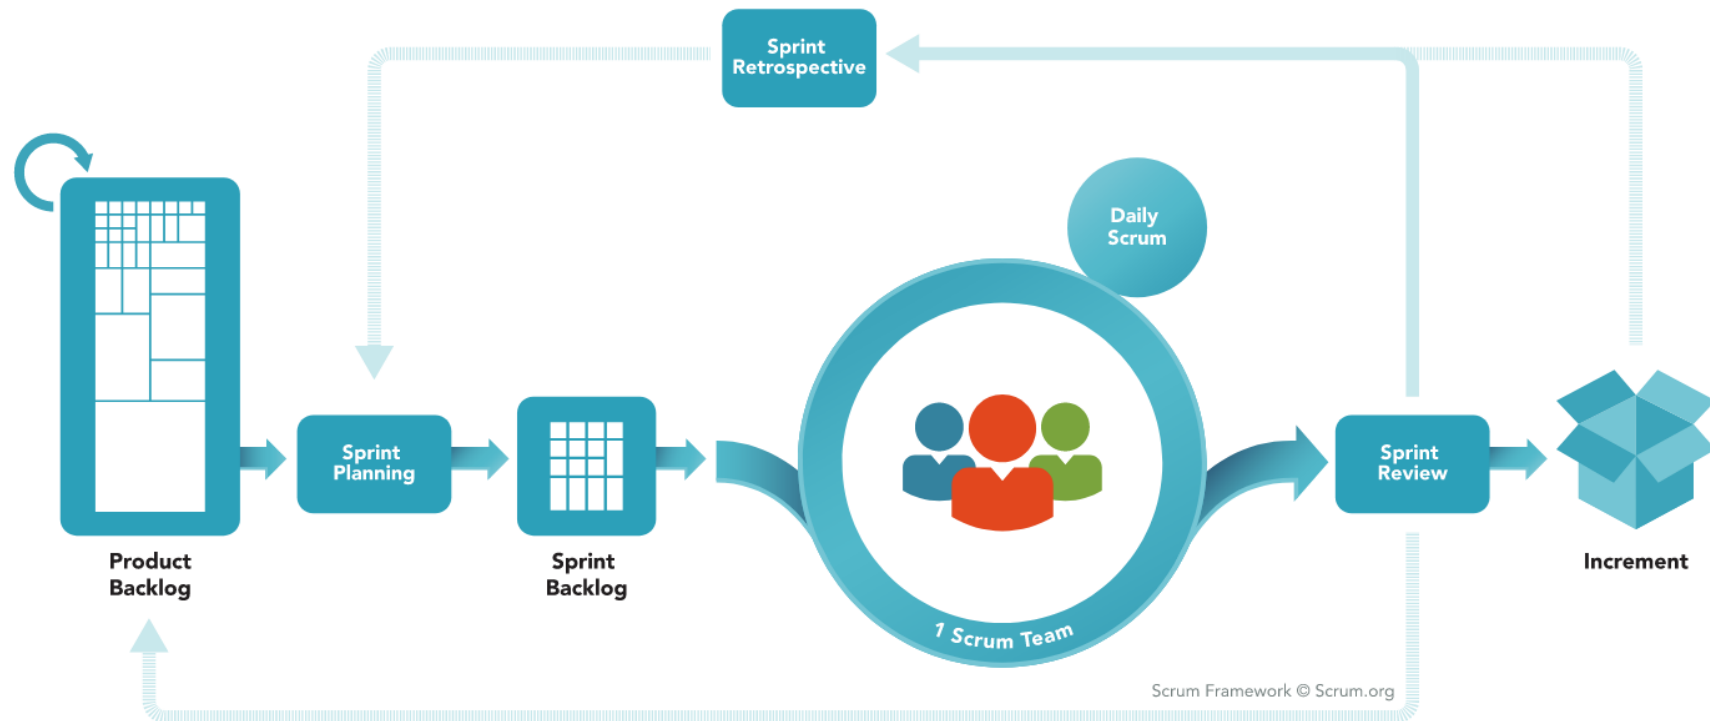 Sprint
Retrospective
Daily
Scrum
Sprint
Planning
Sprint
Review
Product
Backlog
Sprint
Backlog
1 Scrum Team
Increment
Scrum Framework © Scrum.org